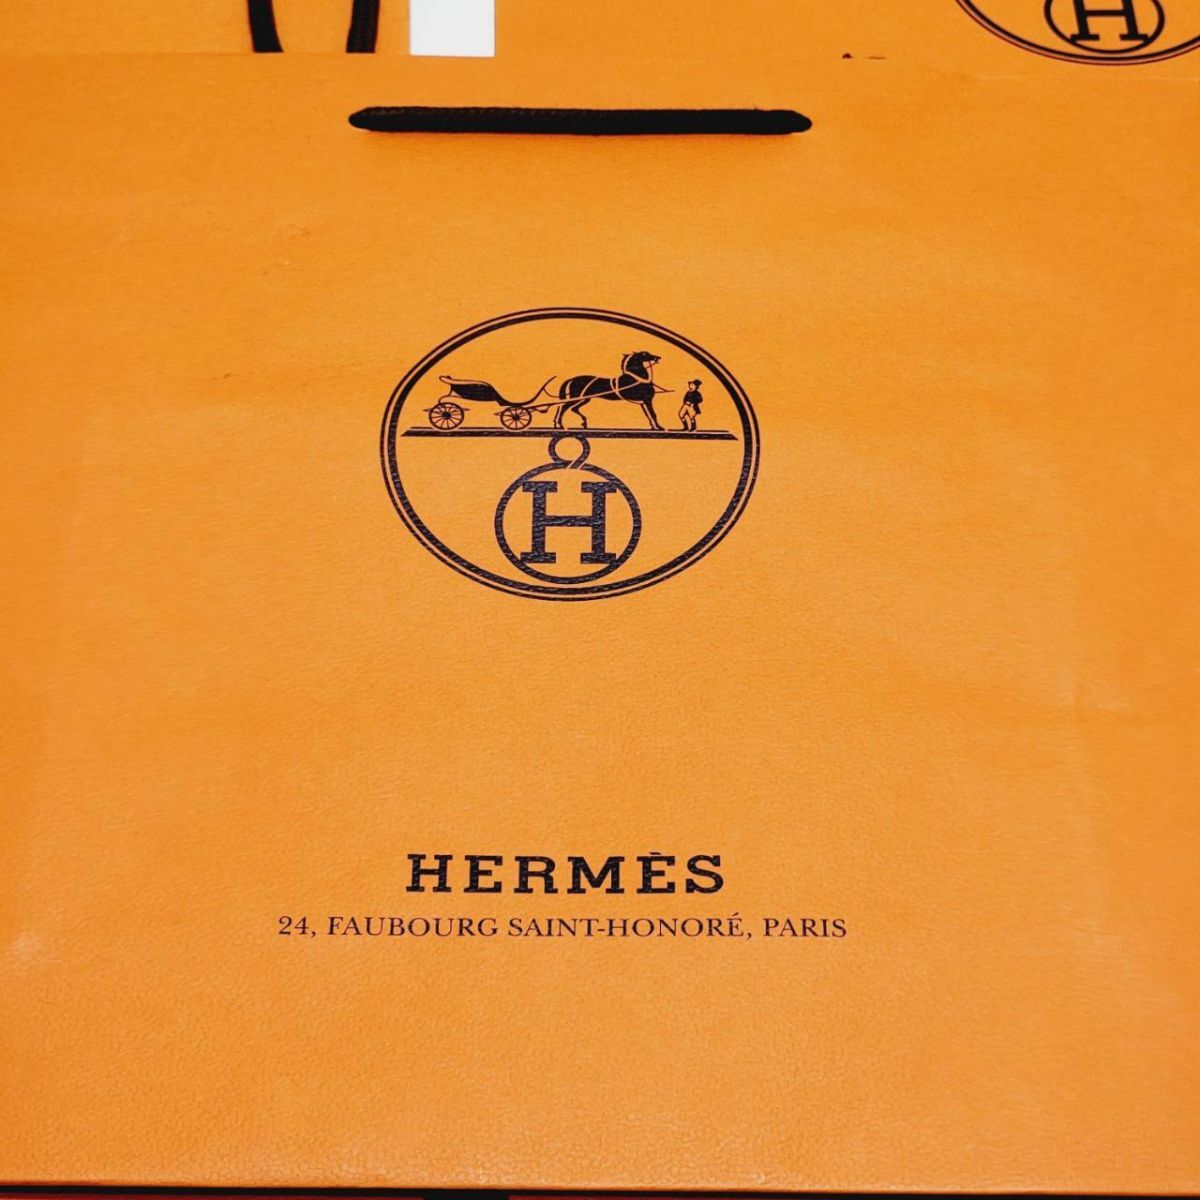 H
H
HERMÈS
24, FAUBOURG SAINT-HONORÉ, PARIS